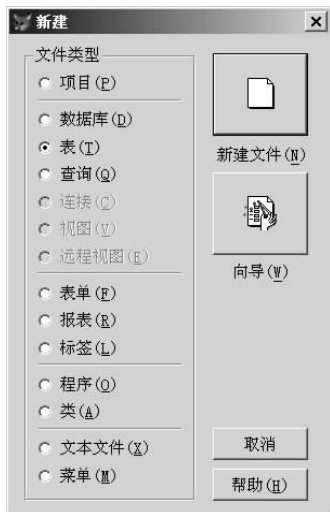 新建
文件类型
项目(P)
数据库(D)
表(T)
查询(Q)
连接(C)
视图(V)
远程视图(E)
表单(F)
报表(R)
标签(L)
程序(O)
类(A)
文本文件(X)
菜单(M)
新建文件(N)
向导(W)
取消
帮助(H)